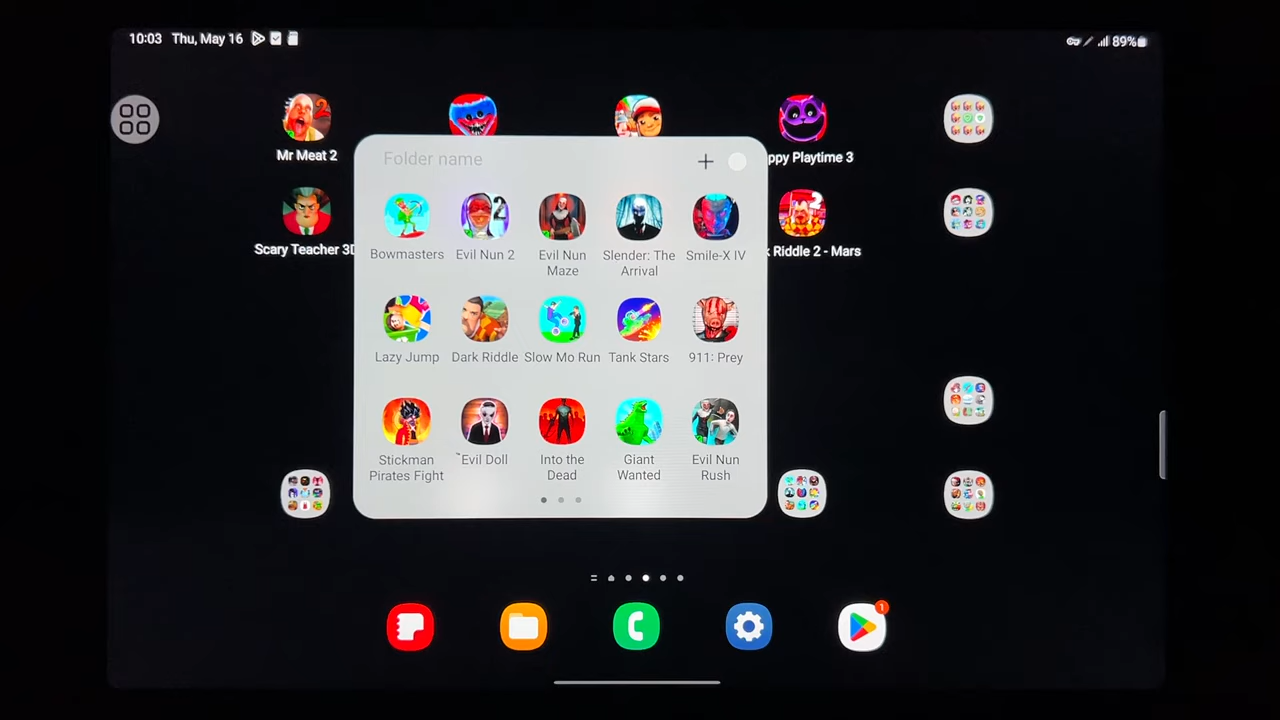 10:03 Thu, May 16
89%
Mr Meat 2
ppy Playtime 3
Scary Teacher 3D
Riddle 2 - Mars
Folder name
Bowmasters
Evil Nun 2
Evil Nun
Maze
Slender: The
Arrival
Smile-X IV
Lazy Jump
Dark Riddle
Slow Mo Run
Tank Stars
911: Prey
Stickman
Pirates Fight
Evil Doll
Into the
Dead
Giant
Wanted
Evil Nun
Rush
1